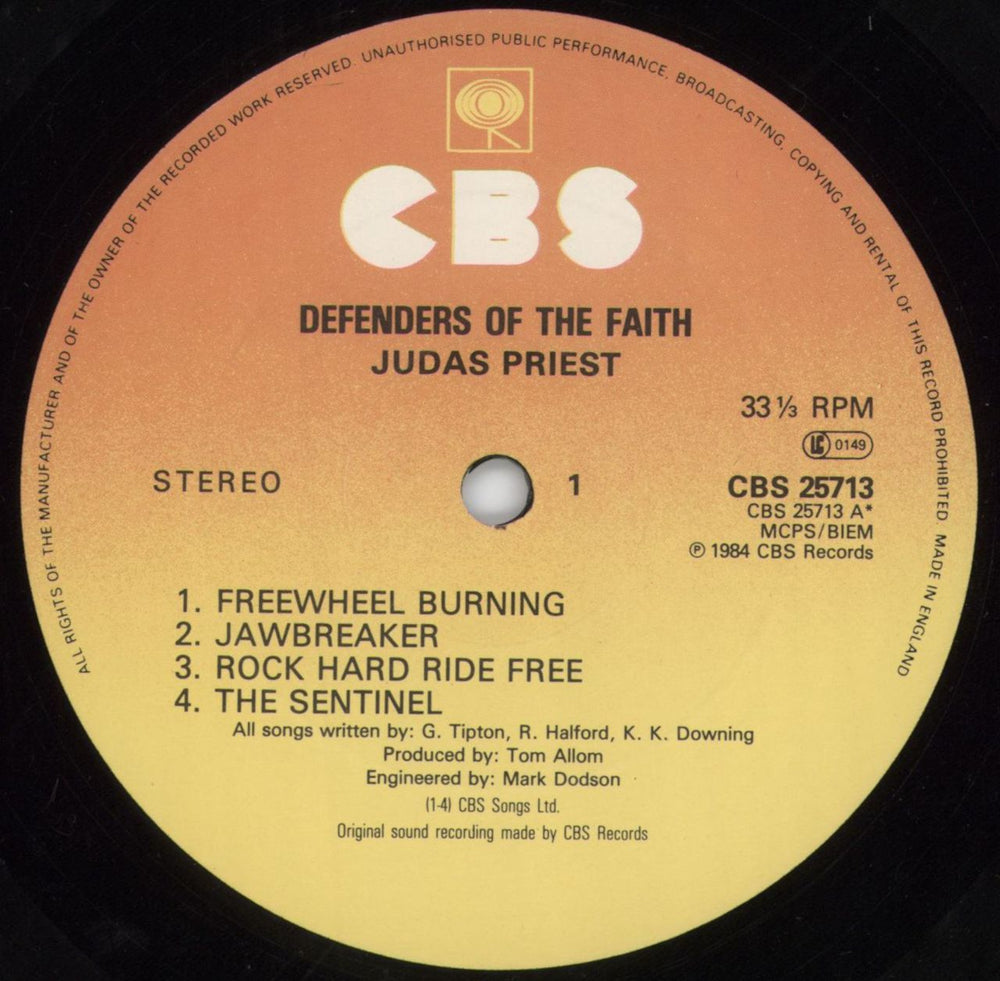 ALL RIGHTS OF THE MANUFACTURER AND OF THE OWNER OF THE RECORDED WORK RESERVED. UNAUTHORISED PUBLIC PERFORMANCE, BROADCASTING, COPYING AND RENTAL OF THIS RECORD PROHIBITED. MADE IN ENGLAND
CBS
DEFENDERS OF THE FAITH
JUDAS PRIEST
33 ⅓ RPM
LC 0149
STEREO
1
CBS 25713
CBS 25713 A*
MCPS/BIEM
℗ 1984 CBS Records
1. FREEWHEEL BURNING
2. JAWBREAKER
3. ROCK HARD RIDE FREE
4. THE SENTINEL
All songs written by: G. Tipton, R. Halford, K. K. Downing
Produced by: Tom Allom
Engineered by: Mark Dodson
(1-4) CBS Songs Ltd.
Original sound recording made by CBS Records